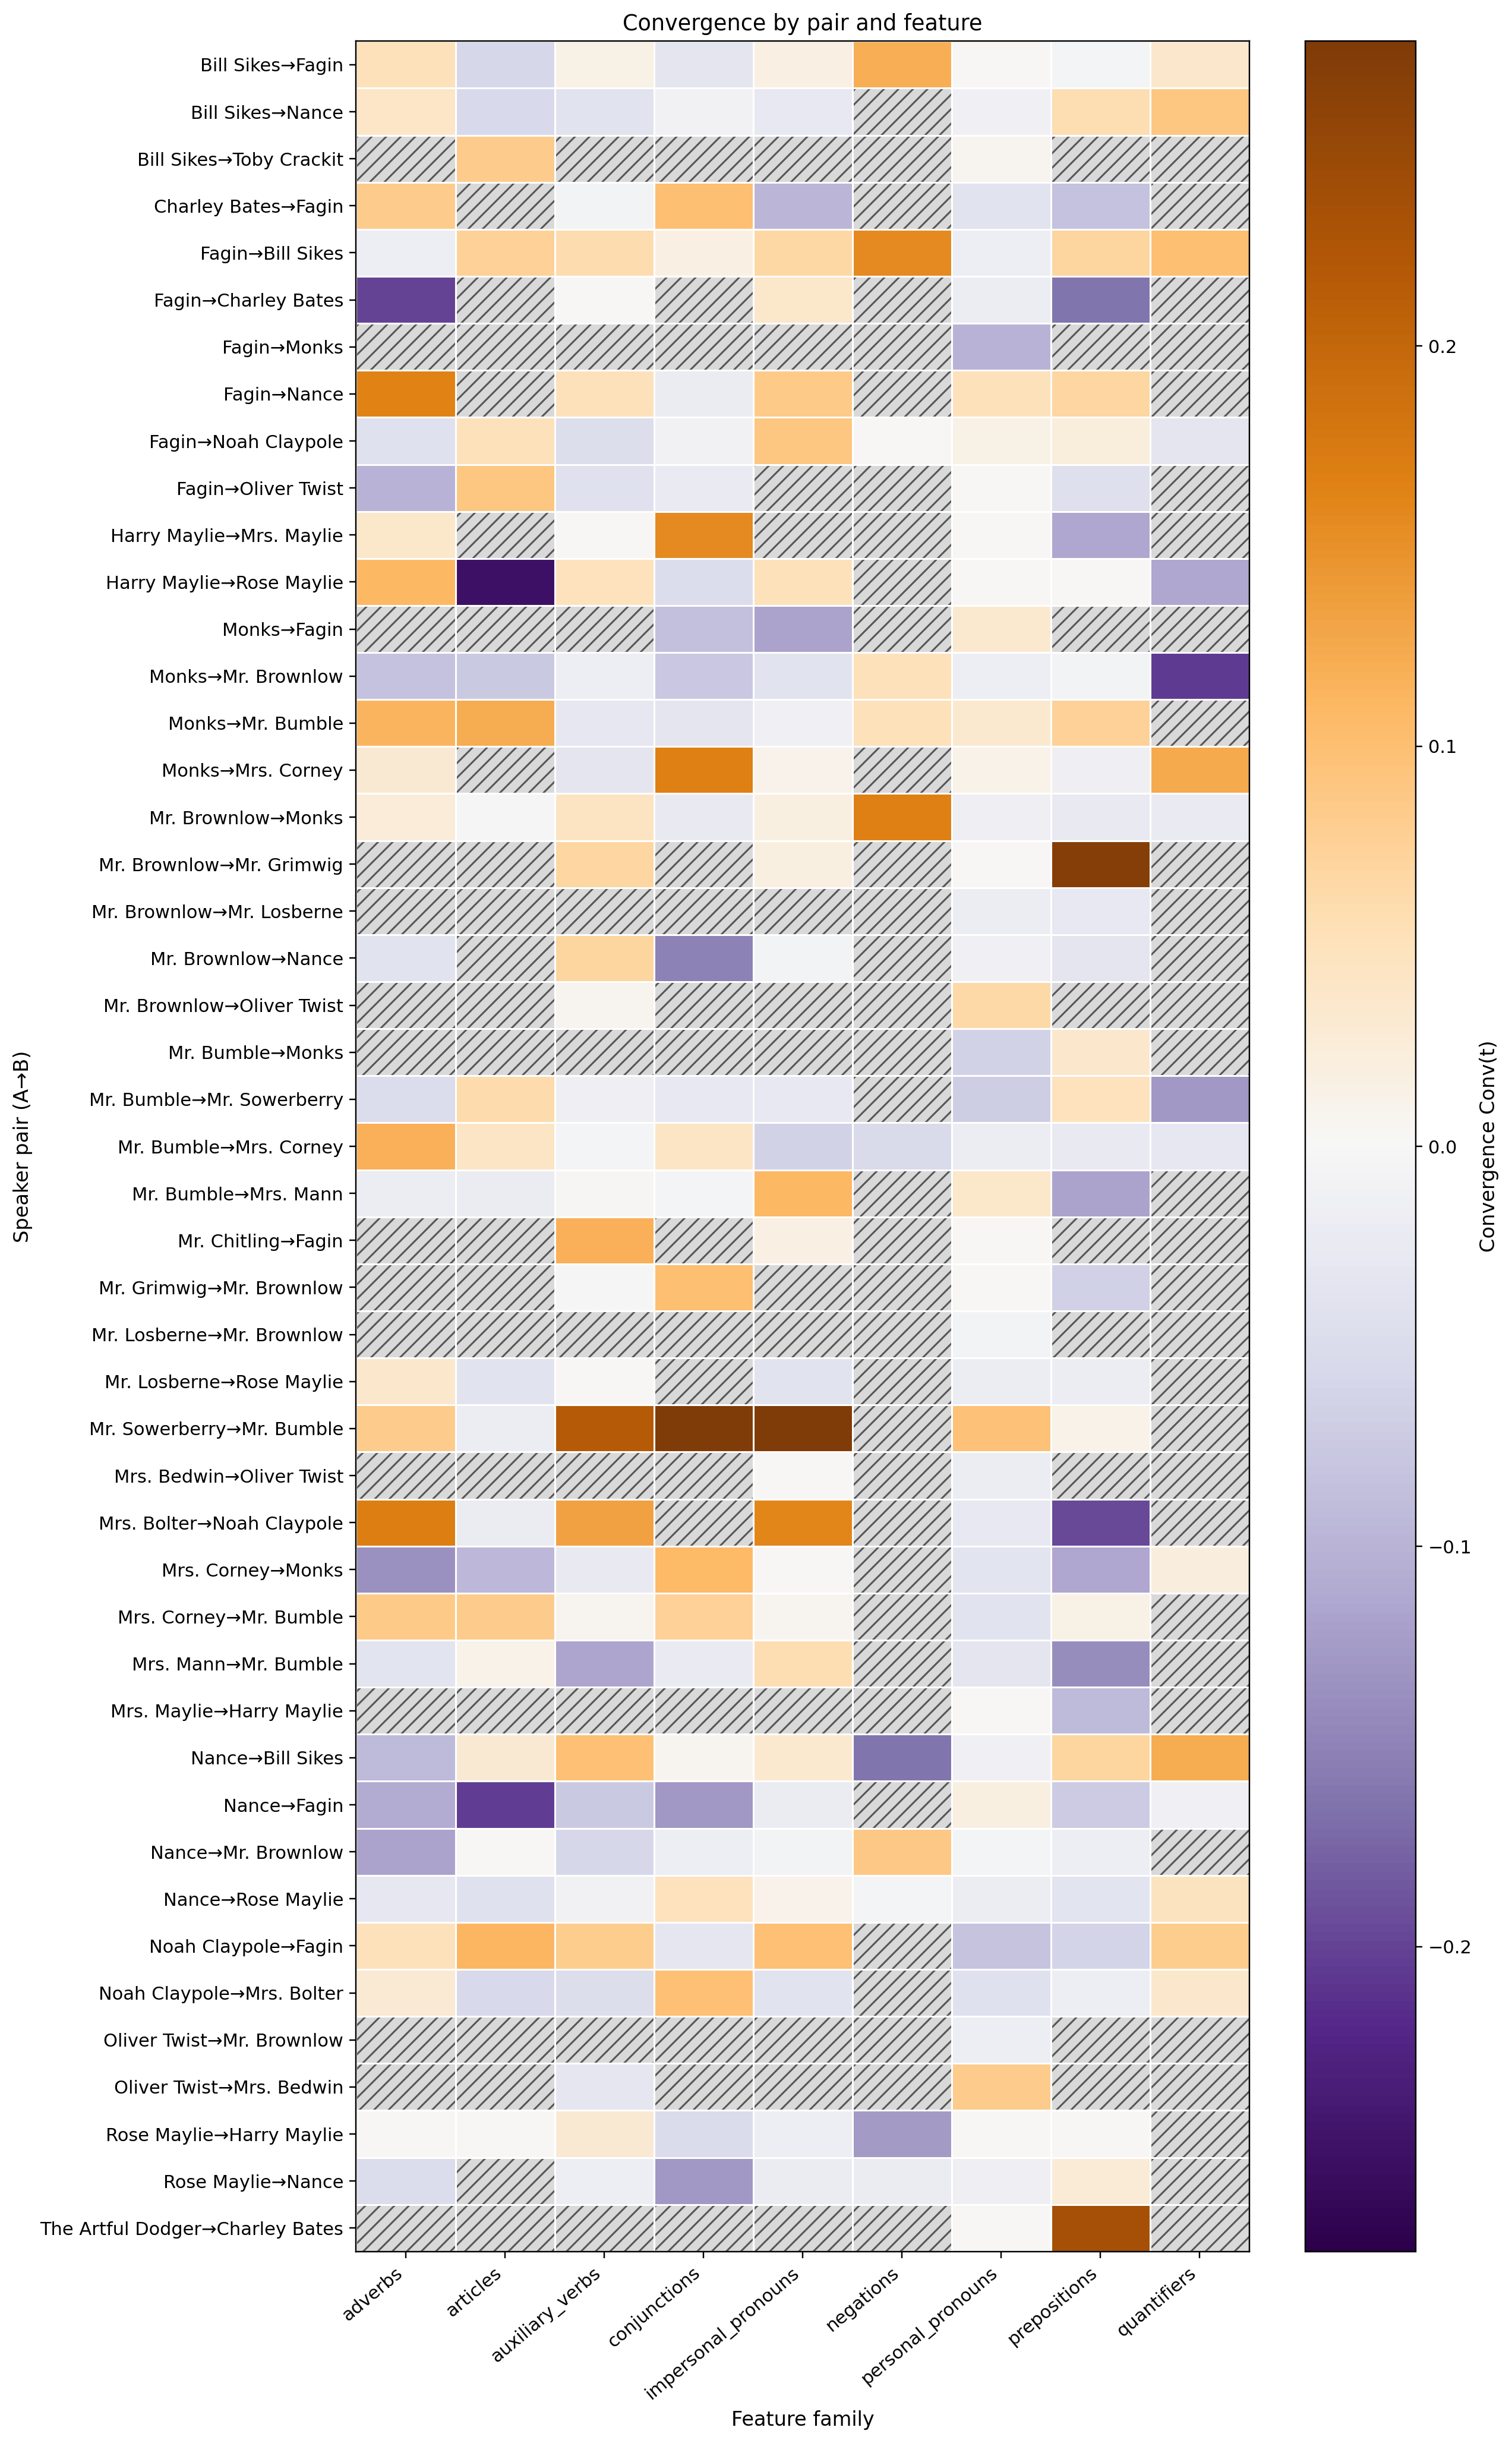 Convergence by pair and feature
Speaker pair (A→B)
Bill Sikes→Fagin
Bill Sikes→Nance
Bill Sikes→Toby Crackit
Charley Bates→Fagin
Fagin→Bill Sikes
Fagin→Charley Bates
Fagin→Monks
Fagin→Nance
Fagin→Noah Claypole
Fagin→Oliver Twist
Harry Maylie→Mrs. Maylie
Harry Maylie→Rose Maylie
Monks→Fagin
Monks→Mr. Brownlow
Monks→Mr. Bumble
Monks→Mrs. Corney
Mr. Brownlow→Monks
Mr. Brownlow→Mr. Grimwig
Mr. Brownlow→Mr. Losberne
Mr. Brownlow→Nance
Mr. Brownlow→Oliver Twist
Mr. Bumble→Monks
Mr. Bumble→Mr. Sowerberry
Mr. Bumble→Mrs. Corney
Mr. Bumble→Mrs. Mann
Mr. Chitling→Fagin
Mr. Grimwig→Mr. Brownlow
Mr. Losberne→Mr. Brownlow
Mr. Losberne→Rose Maylie
Mr. Sowerberry→Mr. Bumble
Mrs. Bedwin→Oliver Twist
Mrs. Bolter→Noah Claypole
Mrs. Corney→Monks
Mrs. Corney→Mr. Bumble
Mrs. Mann→Mr. Bumble
Mrs. Maylie→Harry Maylie
Nance→Bill Sikes
Nance→Fagin
Nance→Mr. Brownlow
Nance→Rose Maylie
Noah Claypole→Fagin
Noah Claypole→Mrs. Bolter
Oliver Twist→Mr. Brownlow
Oliver Twist→Mrs. Bedwin
Rose Maylie→Harry Maylie
Rose Maylie→Nance
The Artful Dodger→Charley Bates
adverbs
articles
auxiliary_verbs
conjunctions
impersonal_pronouns
negations
personal_pronouns
prepositions
quantifiers
Feature family
0.2
0.1
0.0
−0.1
−0.2
Convergence Conv(t)